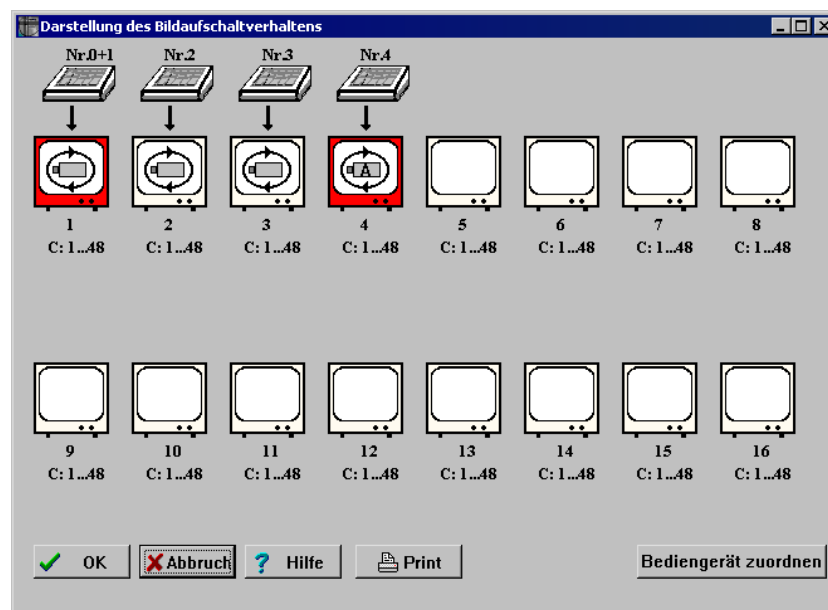 Darstellung des Bildaufschaltverhaltens
Nr.0+1 Nr.2 Nr.3 Nr.4
A
1 2 3 4 5 6 7 8
C: 1...48 C: 1...48 C: 1...48 C: 1...48 C: 1...48 C: 1...48 C: 1...48 C: 1...48
9 10 11 12 13 14 15 16
C: 1...48 C: 1...48 C: 1...48 C: 1...48 C: 1...48 C: 1...48 C: 1...48 C: 1...48
OK Abbruch ? Hilfe Print Bediengerät zuordnen